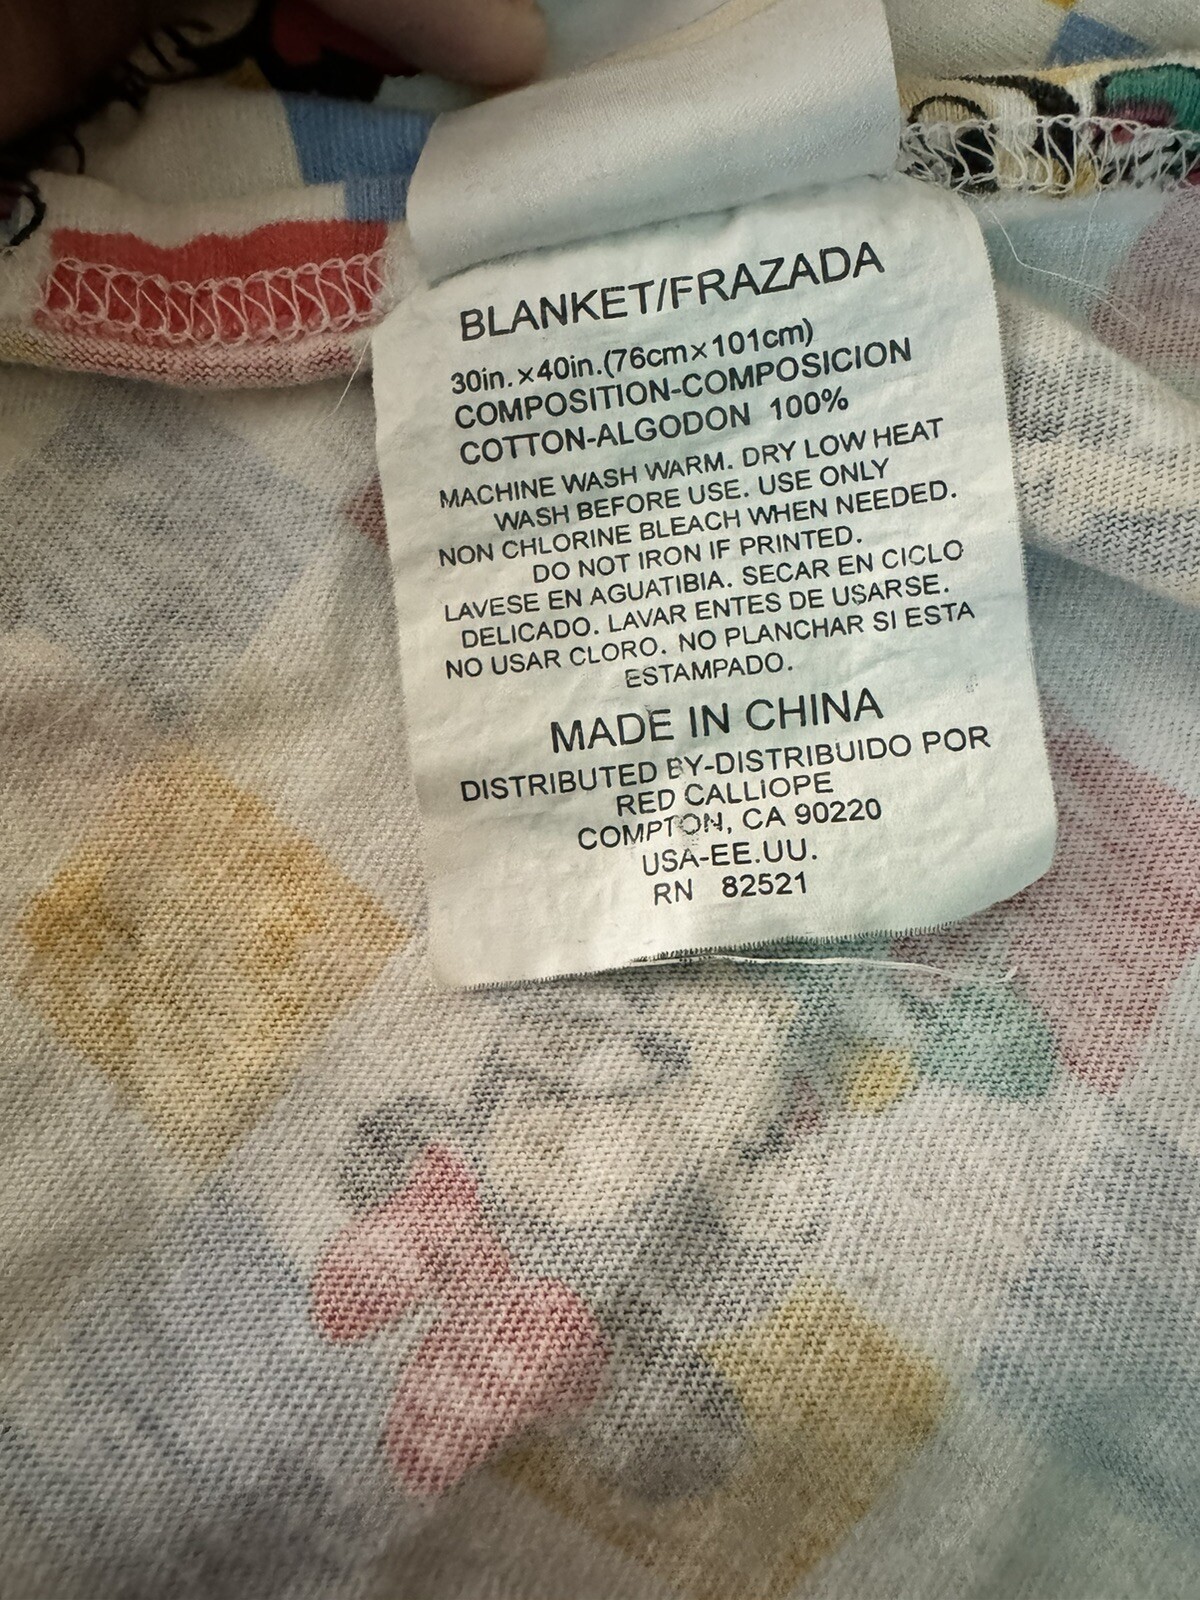 BLANKET/FRAZADA
30in.×40in.(76cm×101cm)
COMPOSITION-COMPOSICION
COTTON-ALGODON 100%
MACHINE WASH WARM. DRY LOW HEAT
WASH BEFORE USE. USE ONLY
NON CHLORINE BLEACH WHEN NEEDED.
DO NOT IRON IF PRINTED.
LAVESE EN AGUATIBIA. SECAR EN CICLO
DELICADO. LAVAR ENTES DE USARSE.
NO USAR CLORO. NO PLANCHAR SI ESTA
ESTAMPADO.
MADE IN CHINA
DISTRIBUTED BY-DISTRIBUIDO POR
RED CALLIOPE
COMPTON, CA 90220
USA-EE.UU.
RN 82521